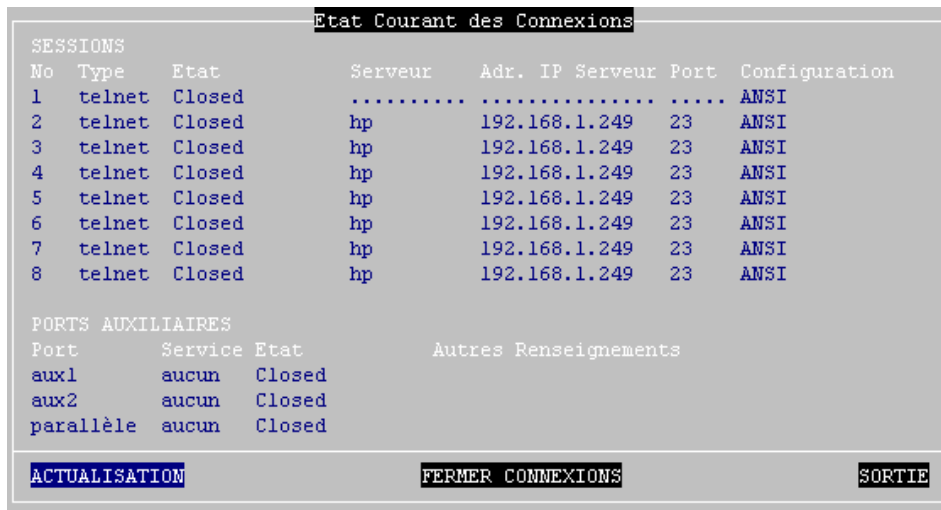 Etat Courant des Connexions
SESSIONS
No Type Etat Serveur Adr. IP Serveur Port Configuration
1 telnet Closed .......... ............... ..... ANSI
2 telnet Closed hp 192.168.1.249 23 ANSI
3 telnet Closed hp 192.168.1.249 23 ANSI
4 telnet Closed hp 192.168.1.249 23 ANSI
5 telnet Closed hp 192.168.1.249 23 ANSI
6 telnet Closed hp 192.168.1.249 23 ANSI
7 telnet Closed hp 192.168.1.249 23 ANSI
8 telnet Closed hp 192.168.1.249 23 ANSI
PORTS AUXILIAIRES
Port Service Etat Autres Renseignements
aux1 aucun Closed
aux2 aucun Closed
parallèle aucun Closed
ACTUALISATION FERMER CONNEXIONS SORTIE